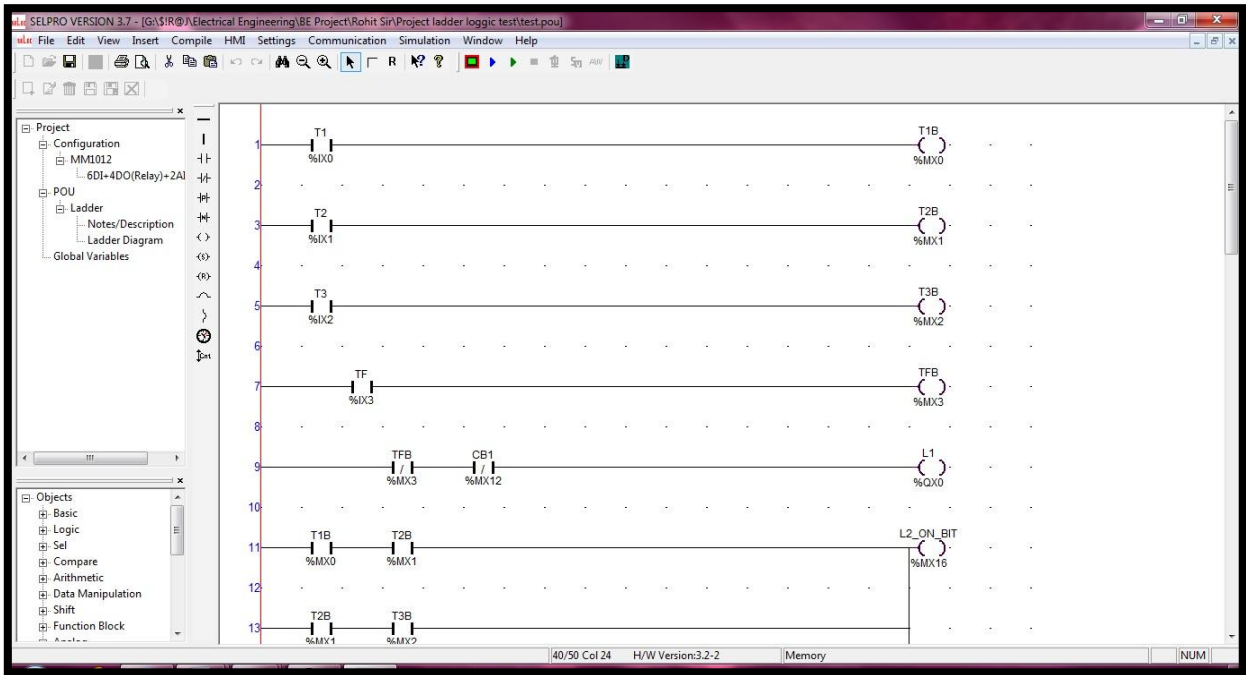 SELPRO VERSION 3.7 - [G:\S!R@J\Electrical Engineering\BE Project\Rohit Sir\Project ladder loggic test\test.pou]
File Edit View Insert Compile HMI Settings Communication Simulation Window Help
R
Project
Configuration
MM1012
6DI+4DO(Relay)+2AI
POU
Ladder
Notes/Description
Ladder Diagram
Global Variables
Objects
Basic
Logic
Sel
Compare
Arithmetic
Data Manipulation
Shift
Function Block
Analog
1 T1 T1B
%IX0 %MX0
2
3 T2 T2B
%IX1 %MX1
4
5 T3 T3B
%IX2 %MX2
6
7 TF TFB
%IX3 %MX3
8
9 TFB CB1 L1
%MX3 %MX12 %QX0
10
11 T1B T2B L2_ON_BIT
%MX0 %MX1 %MX16
12
13 T2B T3B
%MX1 %MX2
40/50 Col 24 H/W Version:3.2-2 Memory NUM